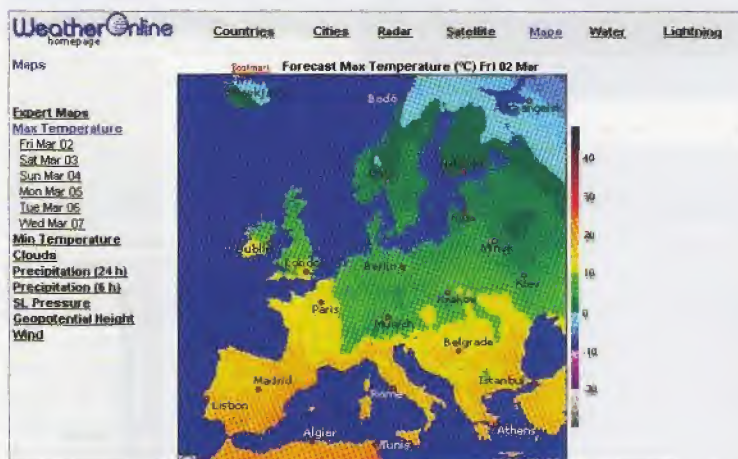 WeatherOnline
homepage
Countries Cities Radar Satellite Maps Water Lightning
Maps
Bookmark Forecast Max Temperature (°C) Fri 02 Mar
Expert Maps
Max Temperature
Fri Mar 02
Sat Mar 03
Sun Mar 04
Mon Mar 05
Tue Mar 06
Wed Mar 07
Min Temperature
Clouds
Precipitation (24 h)
Precipitation (6 h)
SL Pressure
Geopotential Height
Wind
Bodö
Dublin
London
Berlin
Minsk
Kiev
Krakow
Paris
Munich
Belgrade
Madrid
Istanbul
Rome
Lisbon
Algier
Tunis
Athens
40
30
20
10
0
-10
-20